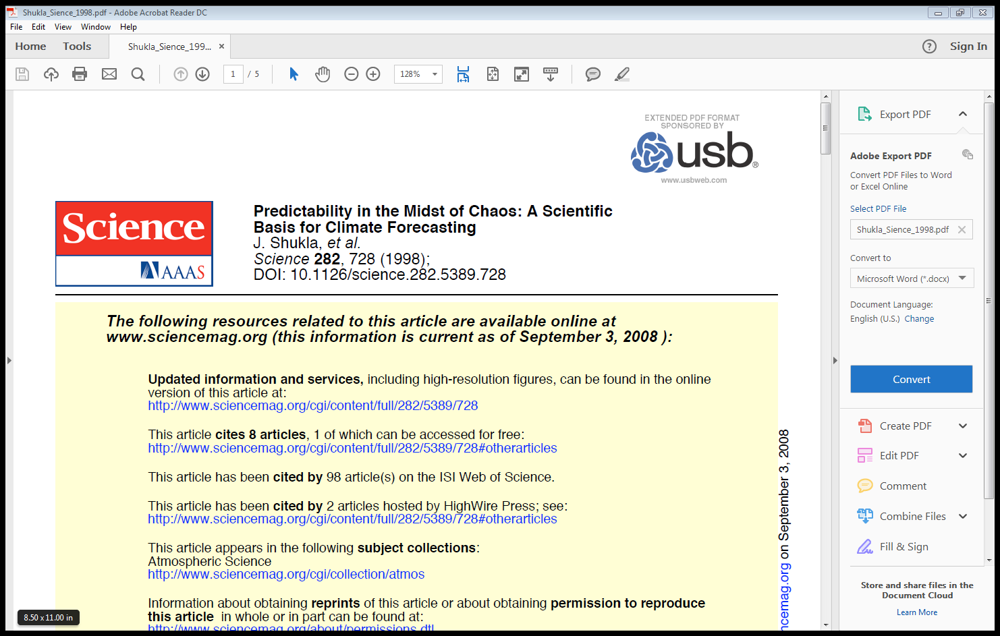 Shukla_Sience_1998.pdf - Adobe Acrobat Reader DC
File Edit View Window Help
Home Tools Shukla_Sience_199... × Sign In
1 / 5 128%
EXTENDED PDF FORMAT
SPONSORED BY
usb®
www.usbweb.com
Science
AAAS
Predictability in the Midst of Chaos: A Scientific
Basis for Climate Forecasting
J. Shukla, et al.
Science 282, 728 (1998);
DOI: 10.1126/science.282.5389.728
The following resources related to this article are available online at
www.sciencemag.org (this information is current as of September 3, 2008 ):
Updated information and services, including high-resolution figures, can be found in the online
version of this article at:
http://www.sciencemag.org/cgi/content/full/282/5389/728
This article cites 8 articles, 1 of which can be accessed for free:
http://www.sciencemag.org/cgi/content/full/282/5389/728#otherarticles
This article has been cited by 98 article(s) on the ISI Web of Science.
This article has been cited by 2 articles hosted by HighWire Press; see:
http://www.sciencemag.org/cgi/content/full/282/5389/728#otherarticles
This article appears in the following subject collections:
Atmospheric Science
http://www.sciencemag.org/cgi/collection/atmos
Information about obtaining reprints of this article or about obtaining permission to reproduce
this article in whole or in part can be found at:
http://www.sciencemag.org/about/permissions.dtl
ncemag.org on September 3, 2008
8.50 x 11.00 in
Export PDF
Adobe Export PDF
Convert PDF Files to Word
or Excel Online
Select PDF File
Shukla_Sience_1998.pdf
Convert to
Microsoft Word (*.docx)
Document Language:
English (U.S.) Change
Convert
Create PDF
Edit PDF
Comment
Combine Files
Fill & Sign
Store and share files in the
Document Cloud
Learn More